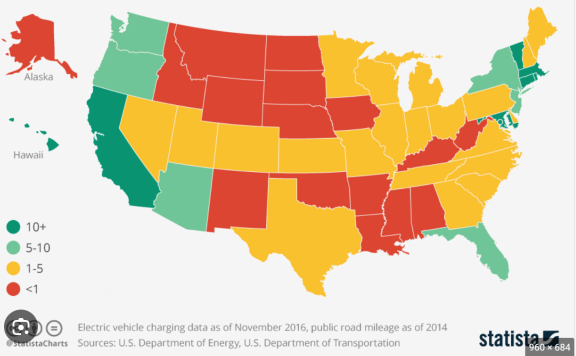 Alaska
Hawaii
10+
5-10
1-5
<1
Electric vehicle charging data as of November 2016, public road mileage as of 2014
@StatistaCharts Sources: U.S. Department of Energy, U.S. Department of Transportation
statista
960 × 684